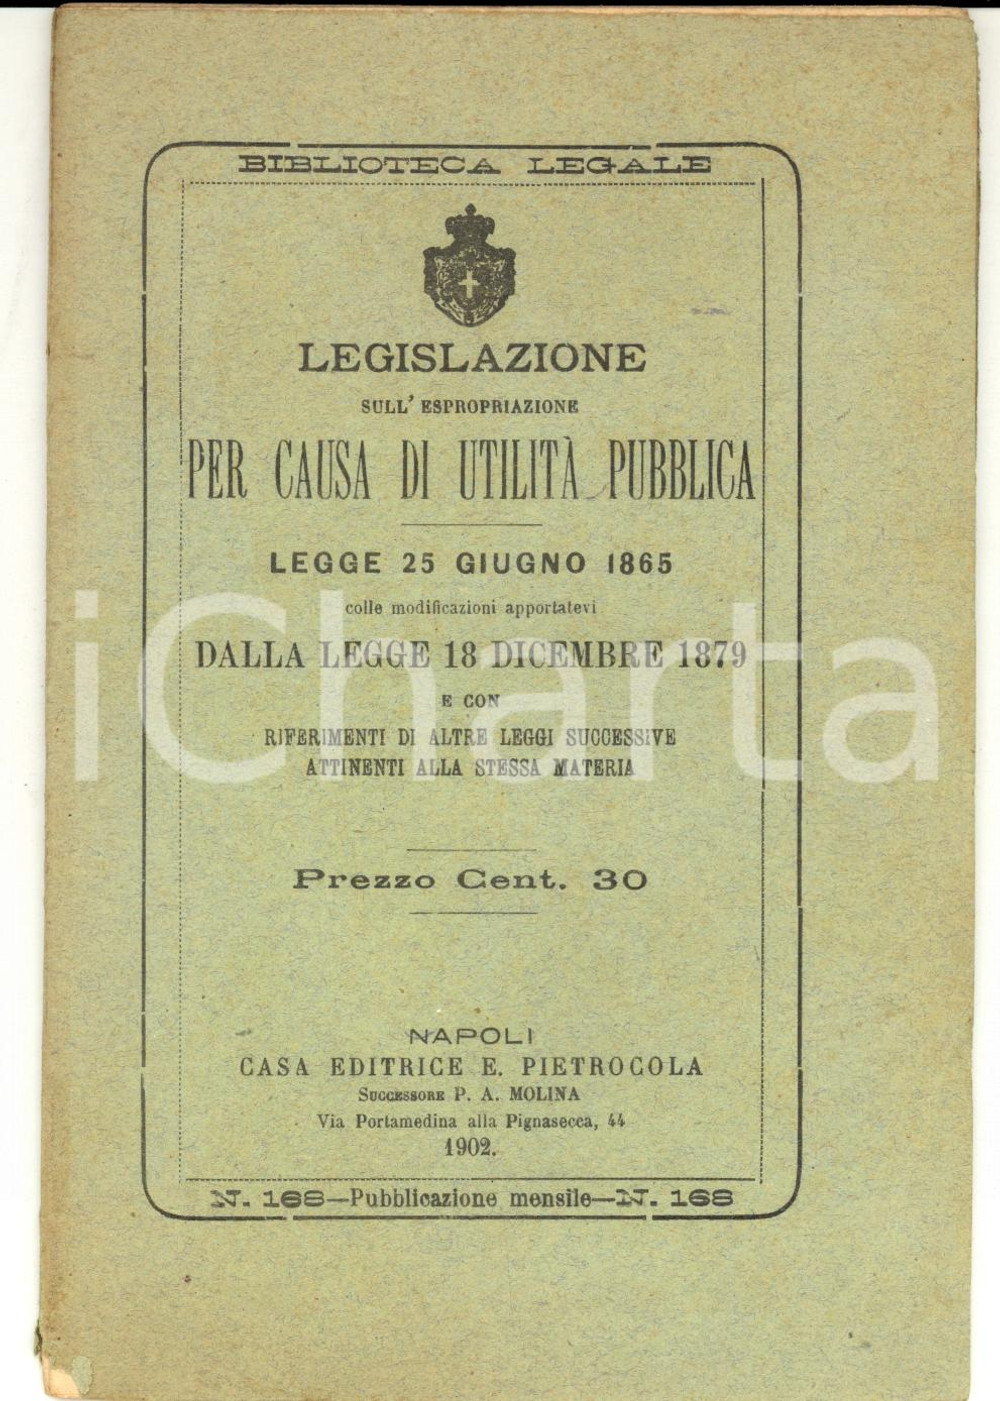 BIBLIOTECA LEGALE
LEGISLAZIONE
SULL' ESPROPRIAZIONE
PER CAUSA DI UTILITÀ PUBBLICA
LEGGE 25 GIUGNO 1865
colle modificazioni apportatevi
DALLA LEGGE 18 DICEMBRE 1879
E CON
RIFERIMENTI DI ALTRE LEGGI SUCCESSIVE
ATTINENTI ALLA STESSA MATERIA
iCharta
Prezzo Cent. 30
NAPOLI
CASA EDITRICE E. PIETROCOLA
SUCCESSORE P. A. MOLINA
Via Portamedina alla Pignasecca, 44
1902.
N. 168—Pubblicazione mensile—N. 168